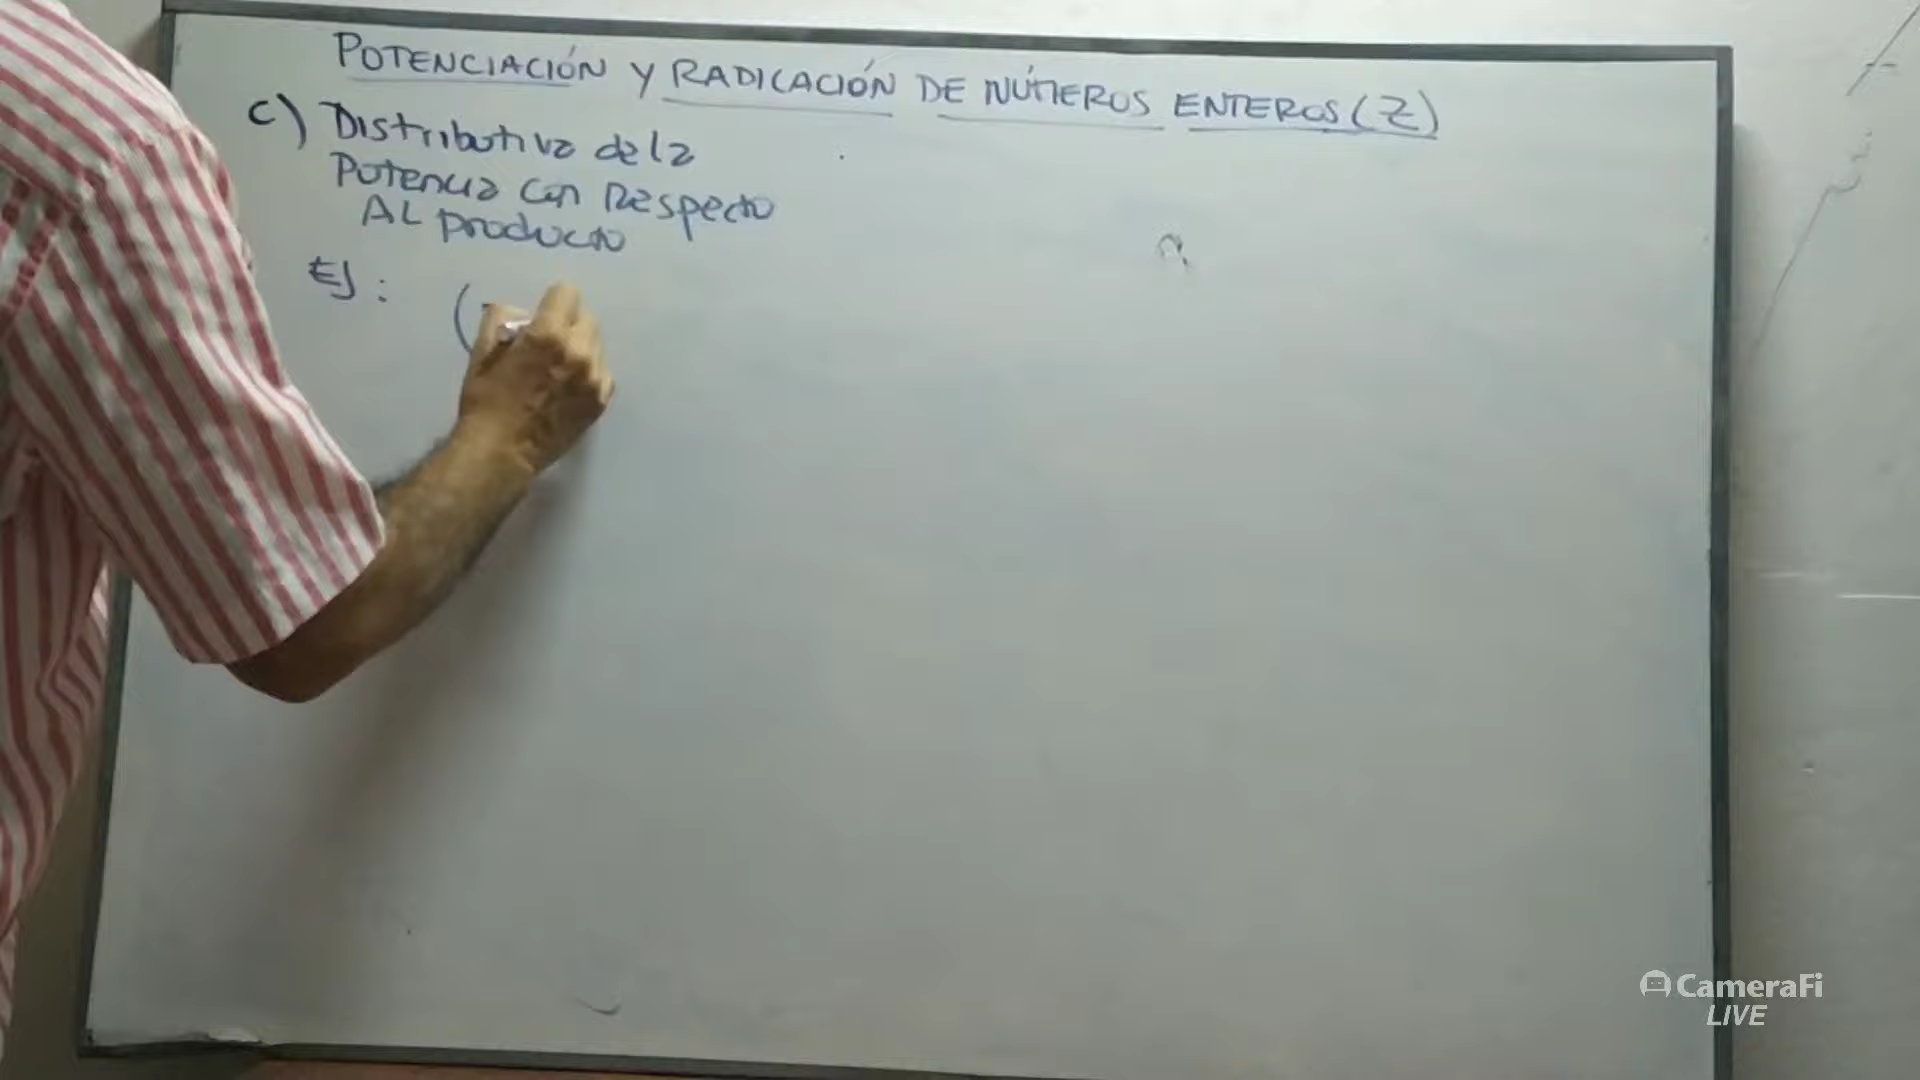 POTENCIACIÓN Y RADICACIÓN DE NÚMEROS ENTEROS (Z)
C) Distributiva de la
Potencia con Respecto
AL producto
EJ: (
CameraFi
LIVE